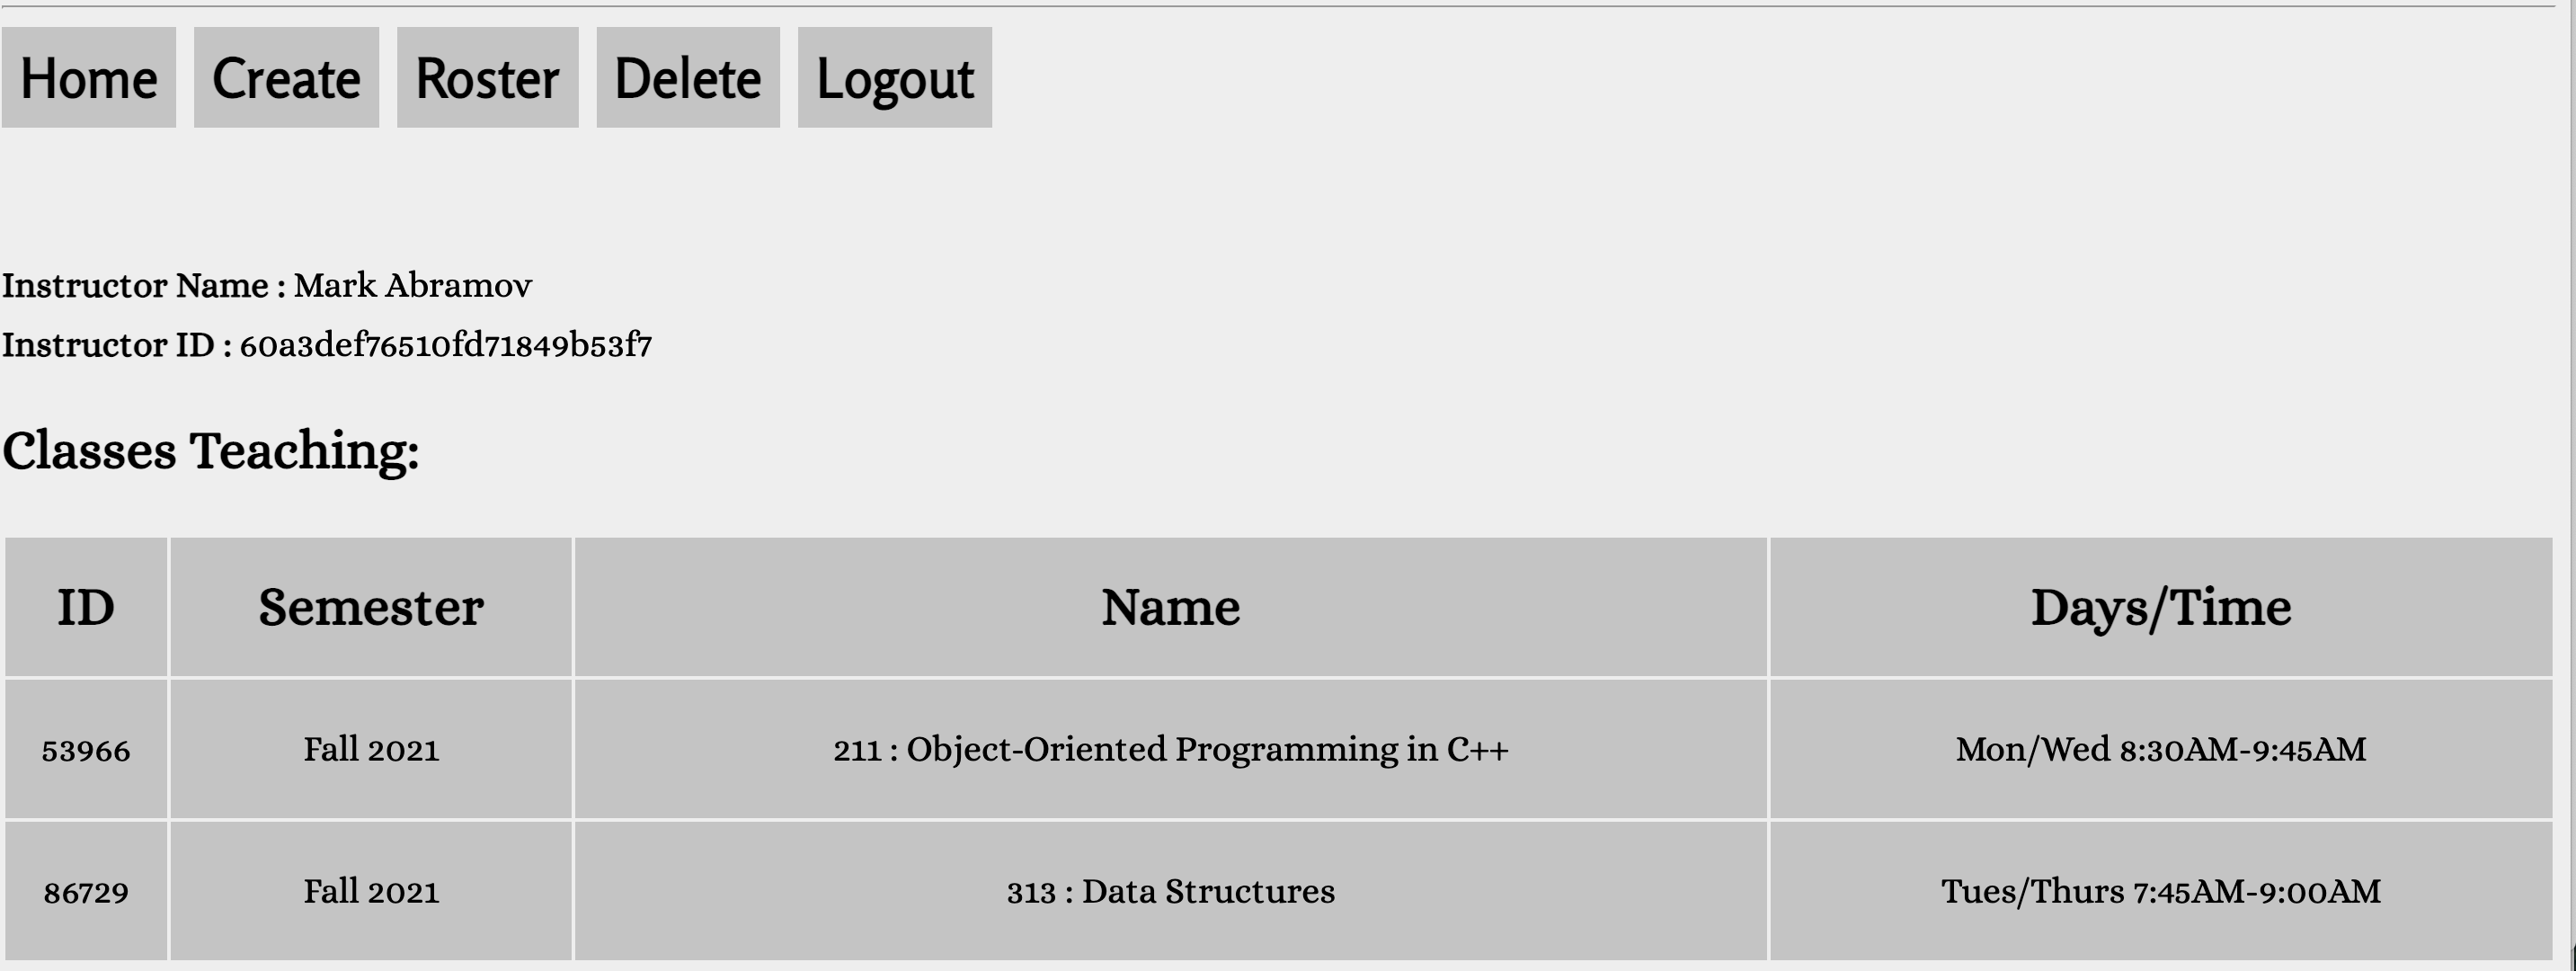 Home Create Roster Delete Logout
Instructor Name : Mark Abramov
Instructor ID : 60a3def76510fd71849b53f7
Classes Teaching:
ID Semester Name Days/Time
53966 Fall 2021 211 : Object-Oriented Programming in C++ Mon/Wed 8:30AM-9:45AM
86729 Fall 2021 313 : Data Structures Tues/Thurs 7:45AM-9:00AM